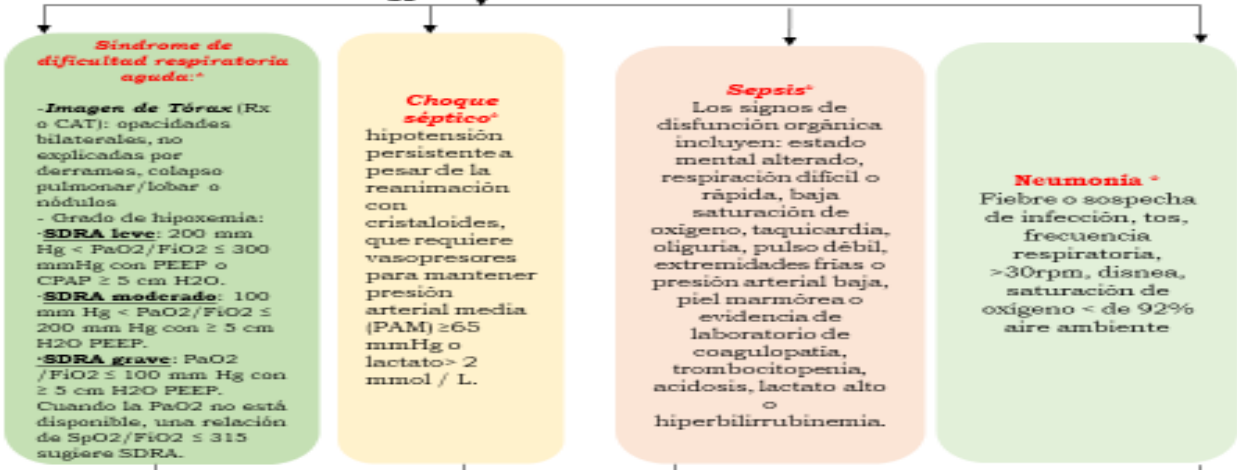 Síndrome de
dificultad respiratoria
aguda:*
-Imagen de Tórax (Rx
o CAT): opacidades
bilaterales, no
explicadas por
derrames, colapso
pulmonar/lobar o
nódulos
- Grado de hipoxemia:
·SDRA leve: 200 mm
Hg < PaO2/FiO2 ≤ 300
mmHg con PEEP o
CPAP ≥ 5 cm H2O.
·SDRA moderado: 100
mm Hg < PaO2/FiO2 ≤
200 mm Hg con ≥ 5 cm
H2O PEEP.
·SDRA grave: PaO2
/FiO2 ≤ 100 mm Hg con
≥ 5 cm H2O PEEP.
Cuando la PaO2 no está
disponible, una relación
de SpO2/FiO2 ≤ 315
sugiere SDRA.
Choque
séptico*
hipotensión
persistente a
pesar de la
reanimación
con
cristaloides,
que requiere
vasopresores
para mantener
presión
arterial media
(PAM) ≥65
mmHg o
lactato> 2
mmol / L.
Sepsis*
Los signos de
disfunción orgánica
incluyen: estado
mental alterado,
respiración difícil o
rápida, baja
saturación de
oxígeno, taquicardia,
oliguria, pulso débil,
extremidades frías o
presión arterial baja,
piel marmórea o
evidencia de
laboratorio de
coagulopatía,
trombocitopenia,
acidosis, lactato alto
o
hiperbilirrubinemia.
Neumonía *
Fiebre o sospecha
de infección, tos,
frecuencia
respiratoria,
>30rpm, disnea,
saturación de
oxígeno < de 92%
aire ambiente